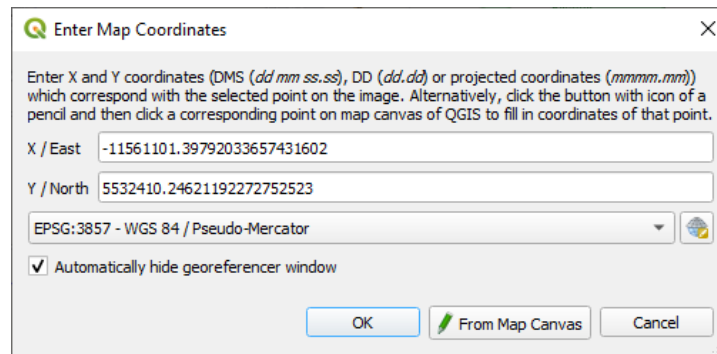 Enter Map Coordinates
Enter X and Y coordinates (DMS (dd mm ss.ss), DD (dd.dd) or projected coordinates (mmmm.mm))
which correspond with the selected point on the image. Alternatively, click the button with icon of a
pencil and then click a corresponding point on map canvas of QGIS to fill in coordinates of that point.
X / East -11561101.39792033657431602
Y / North 5532410.24621192272752523
EPSG:3857 - WGS 84 / Pseudo-Mercator
Automatically hide georeferencer window
OK From Map Canvas Cancel